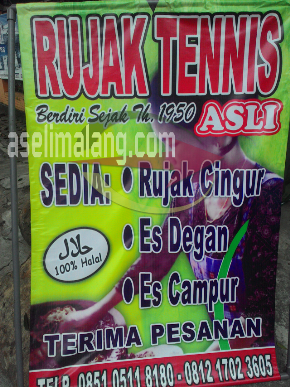 RUJAK TENNIS
Berdiri Sejak Th. 1950
ASLI
aselimalang.com
SEDIA:
• Rujak Cingur
• Es Degan
• Es Campur
حلال
100% Halal
TERIMA PESANAN
TELP. 0851 0511 8180 - 0812 1702 3605